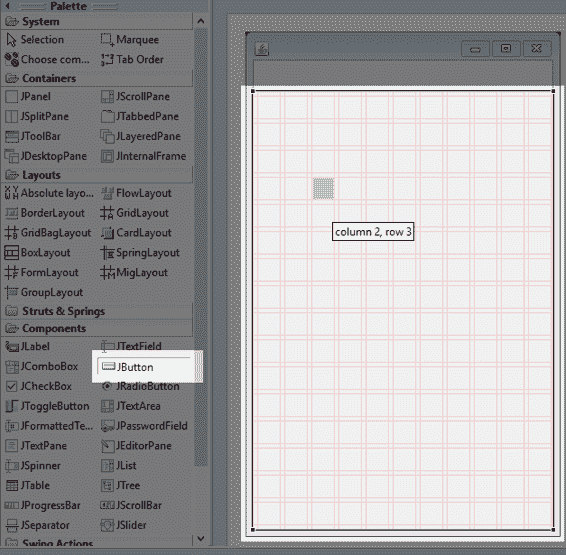 Palette
System
Selection Marquee
Choose com... Tab Order
Containers
JPanel JScrollPane
JSplitPane JTabbedPane
JToolBar JLayeredPane
JDesktopPane JInternalFrame
Layouts
Absolute layo... FlowLayout
BorderLayout GridLayout
GridBagLayout CardLayout
BoxLayout SpringLayout
FormLayout MigLayout
GroupLayout
Struts & Springs
Components
JLabel JTextField
JComboBox JButton
JCheckBox JRadioButton
JToggleButton JTextArea
JFormattedTe... JPasswordField
JTextPane JEditorPane
JSpinner JList
JTable JTree
JProgressBar JScrollBar
JSeparator JSlider
Swing Actions
column 2, row 3